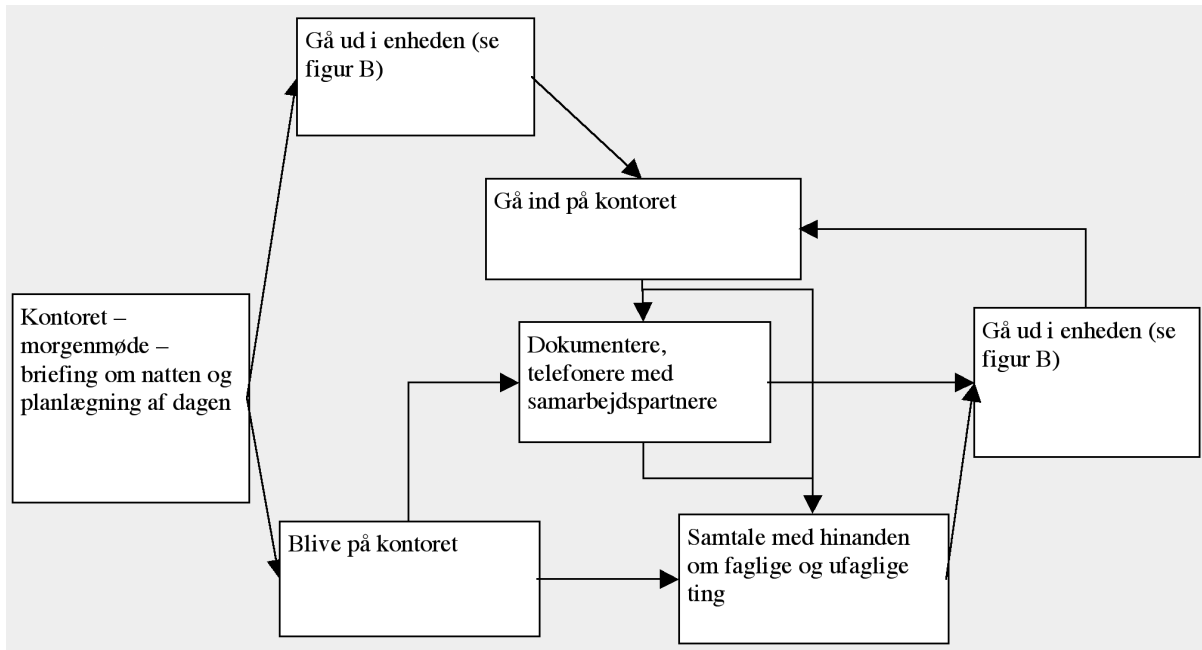 Gå ud i enheden (se
figur B)
Gå ind på kontoret
Kontoret –
morgenmøde –
briefing om natten og
planlægning af dagen
Dokumentere,
telefonere med
samarbejdspartnere
Gå ud i enheden (se
figur B)
Blive på kontoret
Samtale med hinanden
om faglige og ufaglige
ting